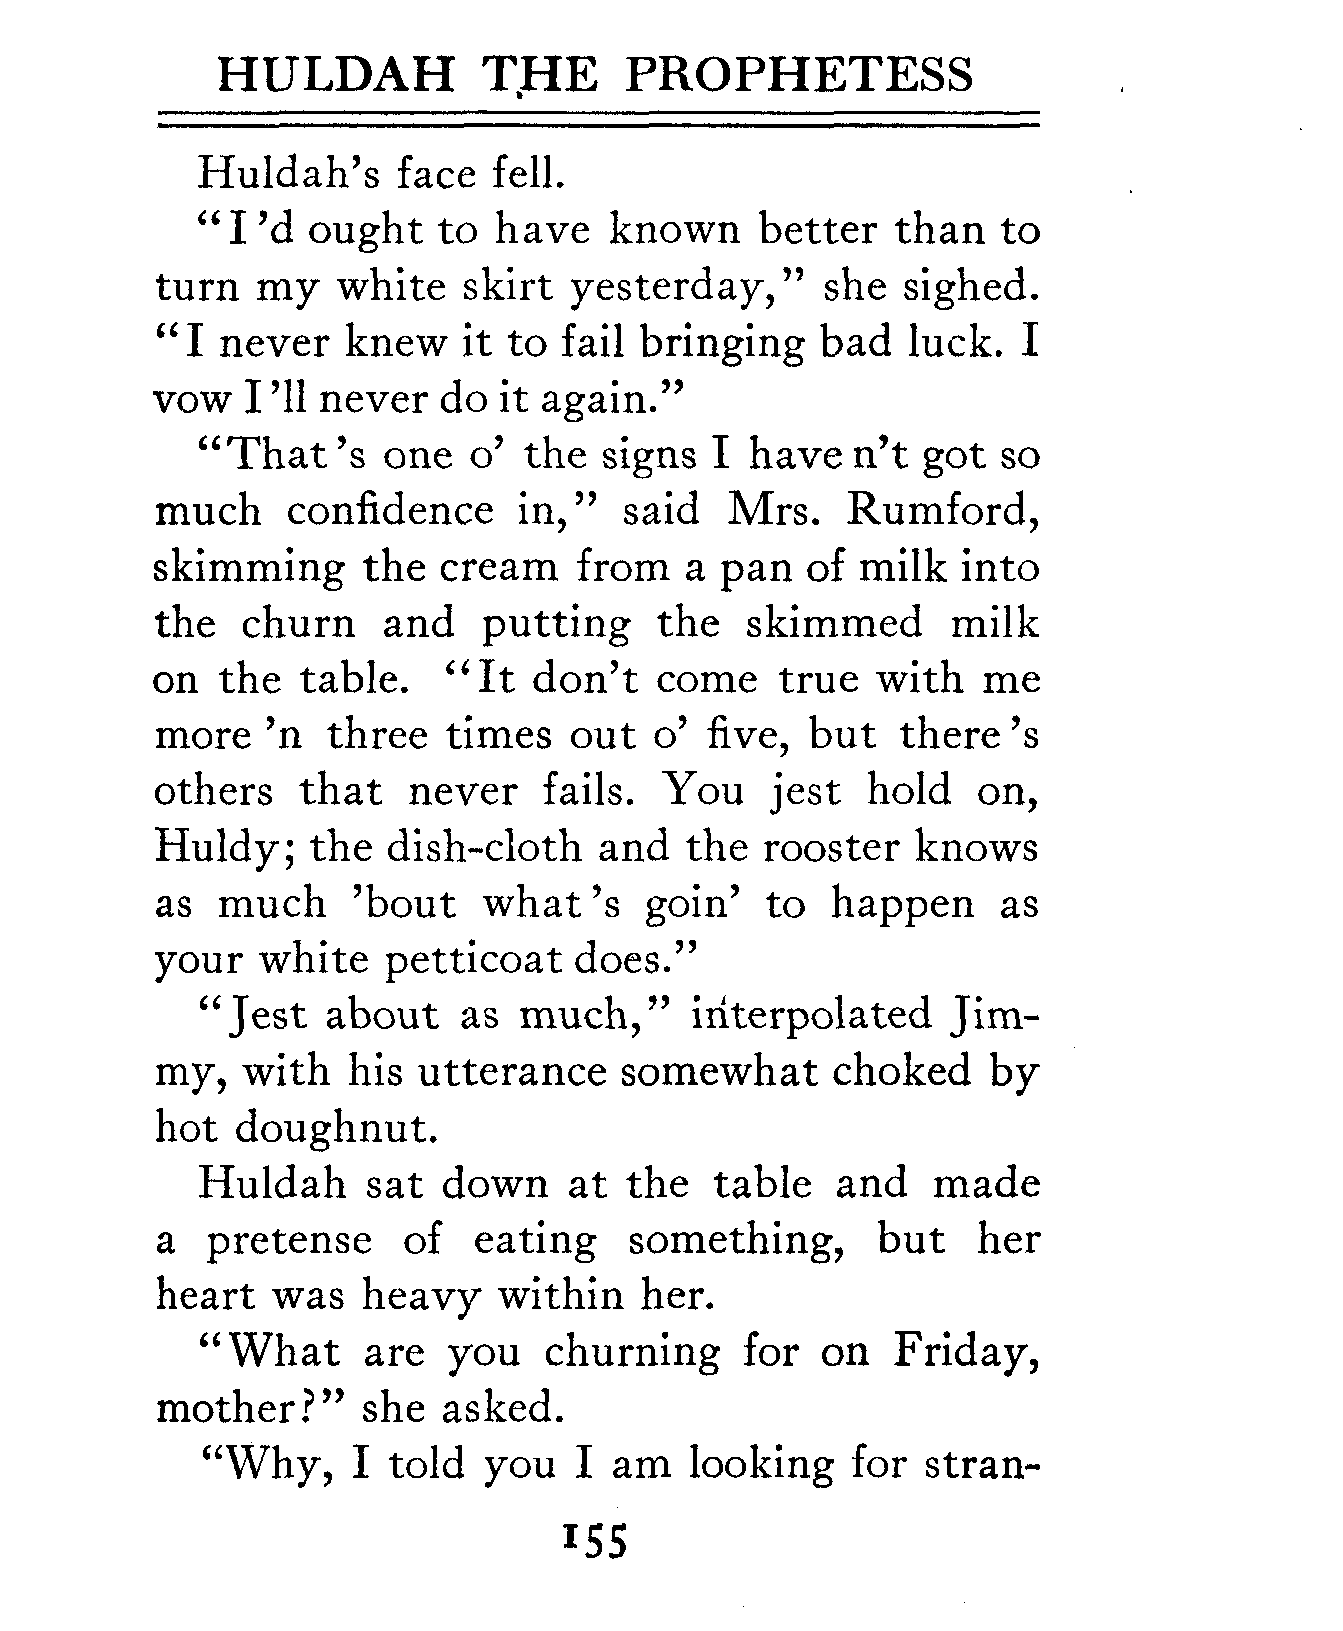 HULDAH THE PROPHETESS
Huldah's face fell.
"I 'd ought to have known better than to
turn my white skirt yesterday," she sighed.
"I never knew it to fail bringing bad luck. I
vow I 'll never do it again."
"That 's one o' the signs I have n't got so
much confidence in," said Mrs. Rumford,
skimming the cream from a pan of milk into
the churn and putting the skimmed milk
on the table. "It don't come true with me
more 'n three times out o' five, but there 's
others that never fails. You jest hold on,
Huldy; the dish-cloth and the rooster knows
as much 'bout what 's goin' to happen as
your white petticoat does."
"Jest about as much," interpolated Jim-
my, with his utterance somewhat choked by
hot doughnut.
Huldah sat down at the table and made
a pretense of eating something, but her
heart was heavy within her.
"What are you churning for on Friday,
mother?" she asked.
"Why, I told you I am looking for stran-
155